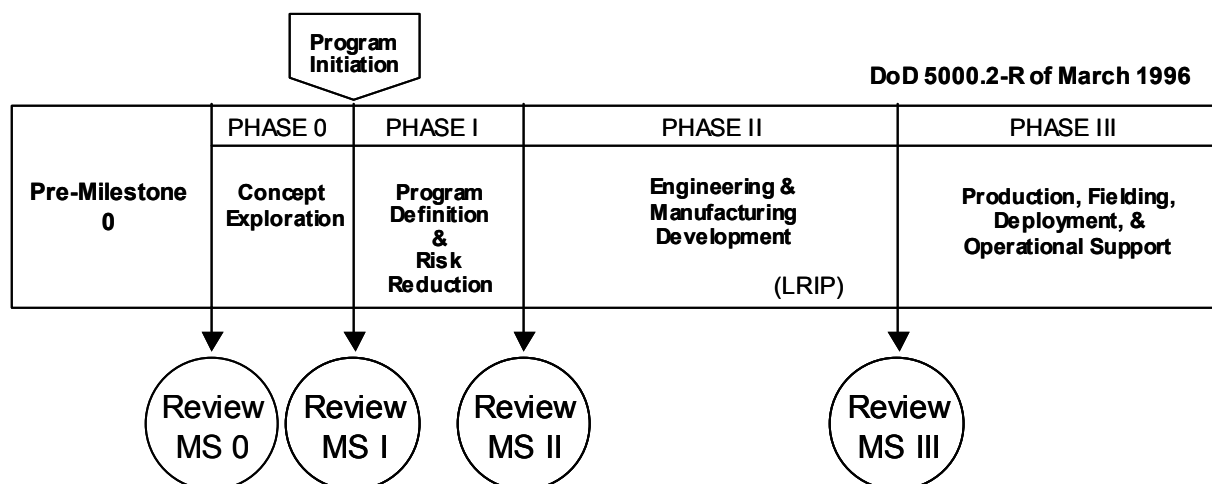 Program
Initiation
DoD 5000.2-R of March 1996
PHASE 0
PHASE I
PHASE II
PHASE III
Pre-Milestone
0
Concept
Exploration
Program
Definition
&
Risk
Reduction
Engineering &
Manufacturing
Development
(LRIP)
Production, Fielding,
Deployment, &
Operational Support
Review
MS 0
Review
MS I
Review
MS II
Review
MS III